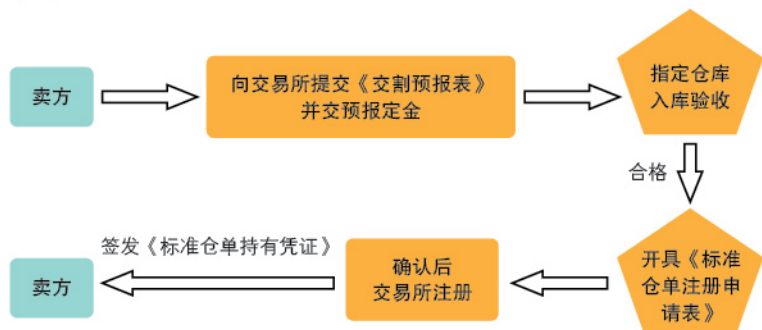 卖方
向交易所提交《交割预报表》
并交预报定金
指定仓库
入库验收
合格
开具《标准
仓单注册申
请表》
确认后
交易所注册
签发《标准仓单持有凭证》
卖方